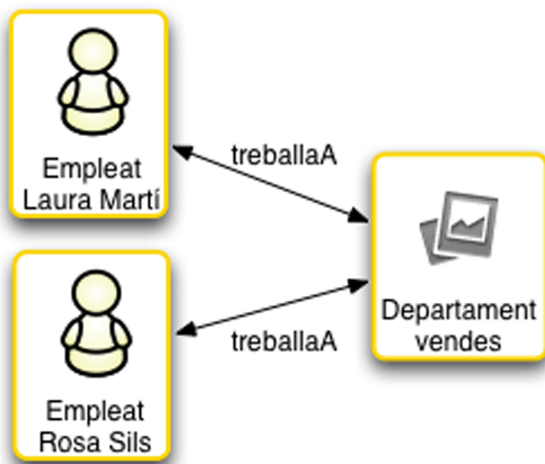 Empleat
Laura Martí
treballaA
Departament
vendes
treballaA
Empleat
Rosa Sils